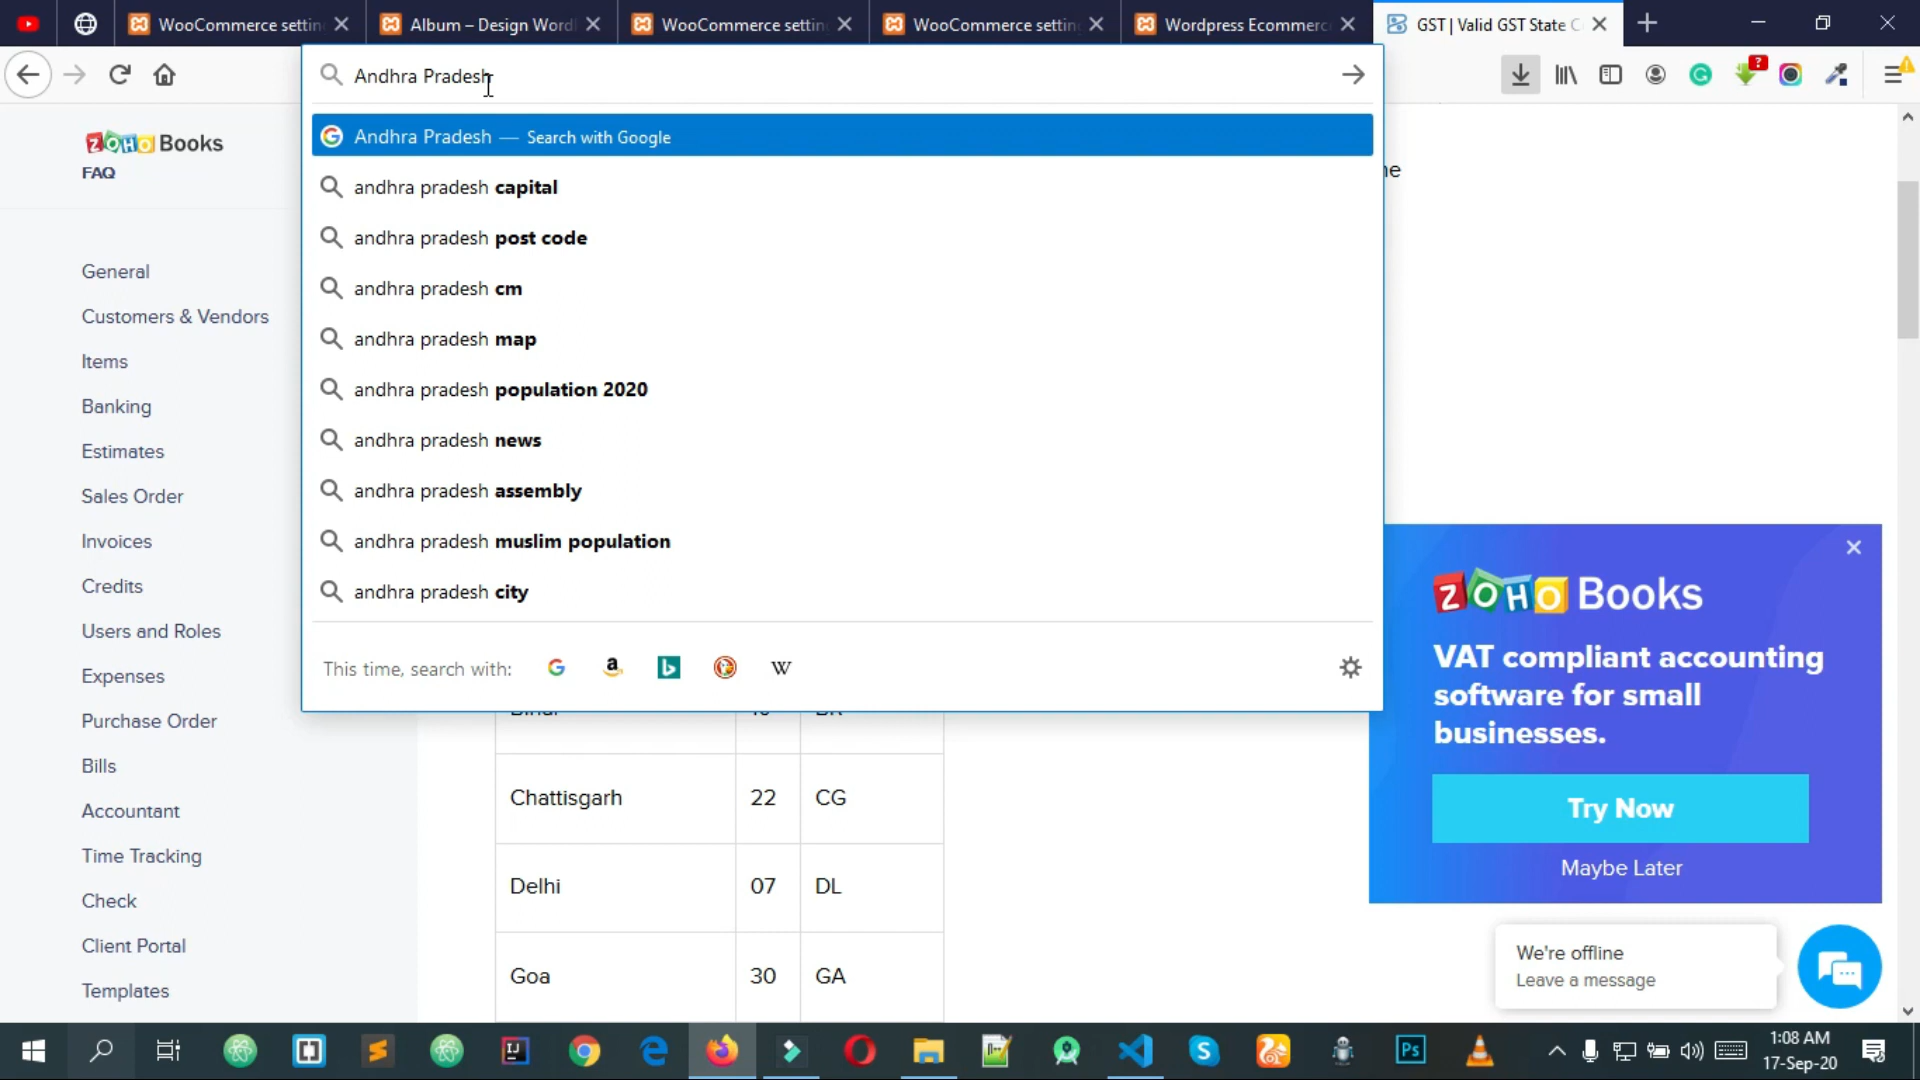 WooCommerce settin
Album – Design Word
WooCommerce settin
WooCommerce settin
Wordpress Ecommerc
GST | Valid GST State C
Andhra Pradesh
Andhra Pradesh — Search with Google
andhra pradesh capital
andhra pradesh post code
andhra pradesh cm
andhra pradesh map
andhra pradesh population 2020
andhra pradesh news
andhra pradesh assembly
andhra pradesh muslim population
andhra pradesh city
This time, search with:
ZOHO Books
FAQ
General
Customers & Vendors
Items
Banking
Estimates
Sales Order
Invoices
Credits
Users and Roles
Expenses
Purchase Order
Bills
Accountant
Time Tracking
Check
Client Portal
Templates
Chattisgarh 22 CG
Delhi 07 DL
Goa 30 GA
ZOHO Books
VAT compliant accounting
software for small
businesses.
Try Now
Maybe Later
We're offline
Leave a message
1:08 AM
17-Sep-20